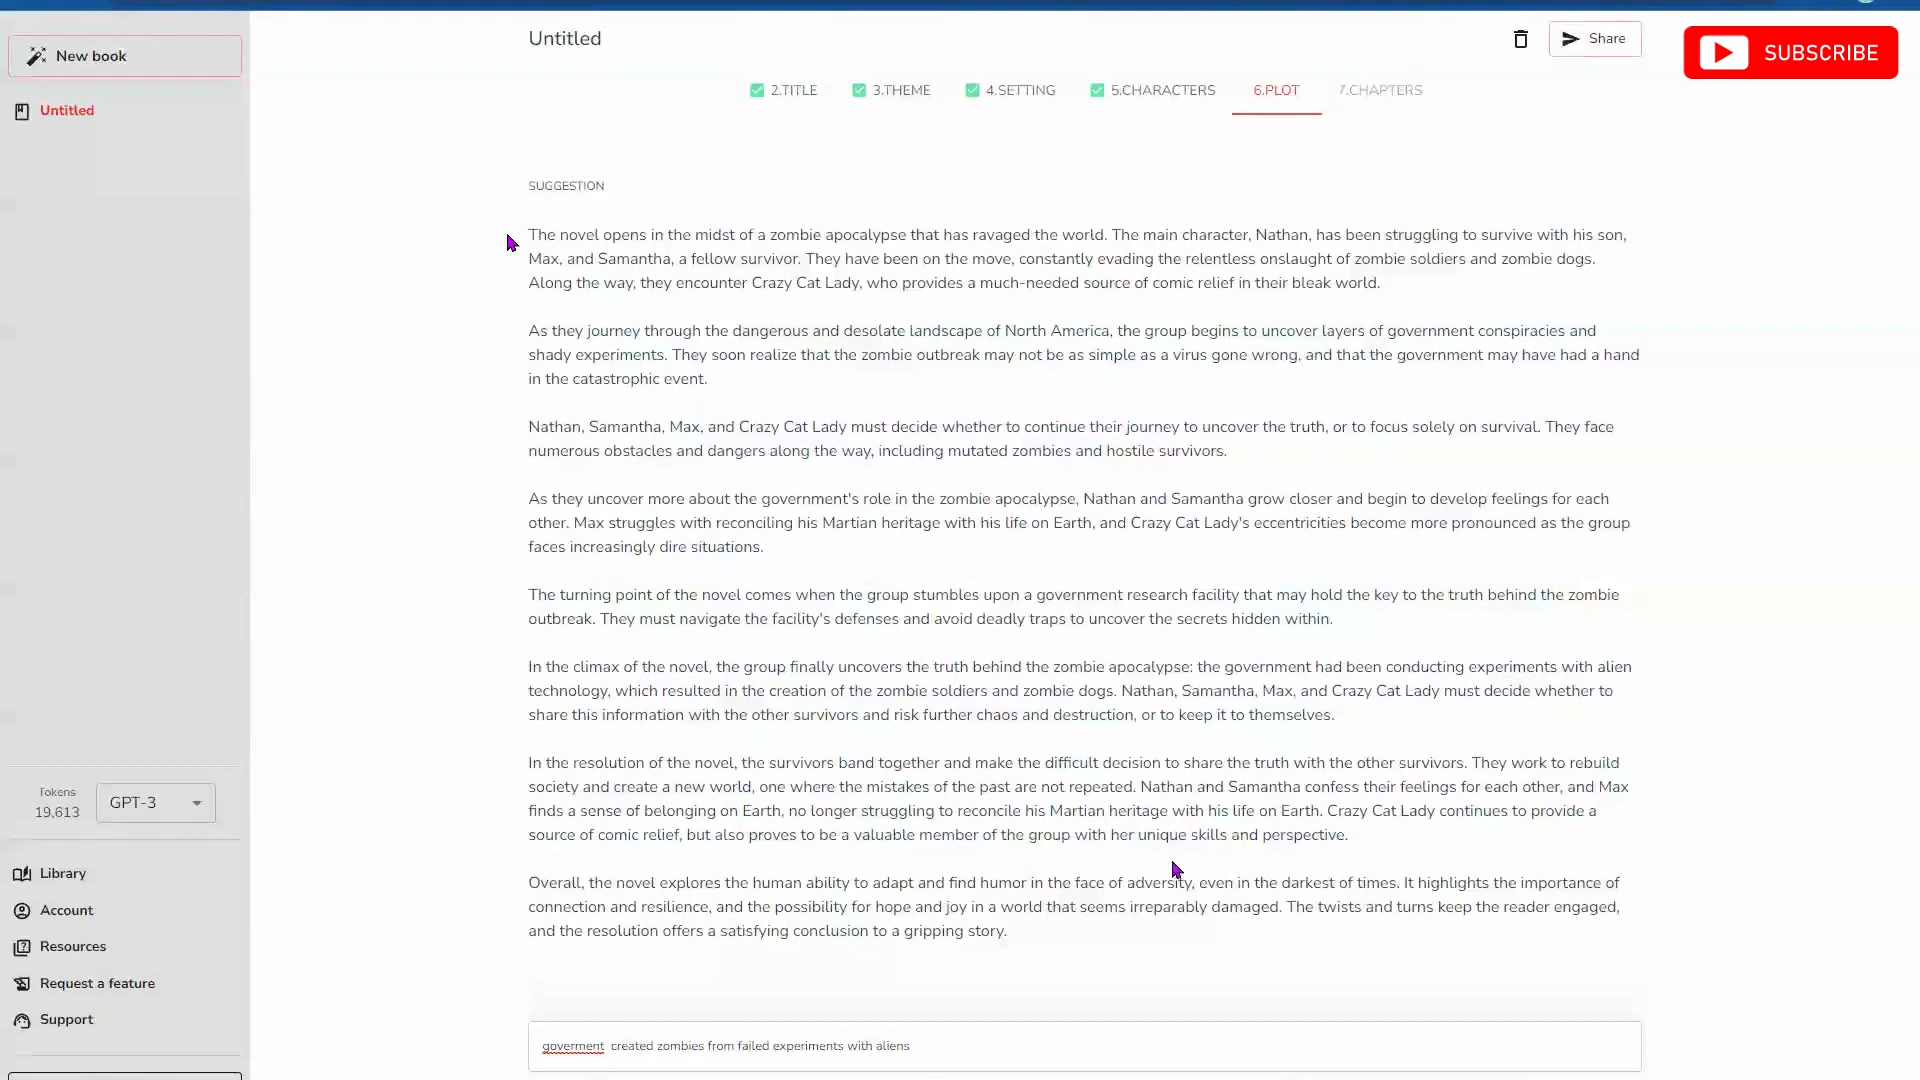 Untitled
Share
SUBSCRIBE
New book
Untitled
2.TITLE
3.THEME
4.SETTING
5.CHARACTERS
6.PLOT
7.CHAPTERS
SUGGESTION
The novel opens in the midst of a zombie apocalypse that has ravaged the world. The main character, Nathan, has been struggling to survive with his son,
Max, and Samantha, a fellow survivor. They have been on the move, constantly evading the relentless onslaught of zombie soldiers and zombie dogs.
Along the way, they encounter Crazy Cat Lady, who provides a much-needed source of comic relief in their bleak world.
As they journey through the dangerous and desolate landscape of North America, the group begins to uncover layers of government conspiracies and
shady experiments. They soon realize that the zombie outbreak may not be as simple as a virus gone wrong, and that the government may have had a hand
in the catastrophic event.
Nathan, Samantha, Max, and Crazy Cat Lady must decide whether to continue their journey to uncover the truth, or to focus solely on survival. They face
numerous obstacles and dangers along the way, including mutated zombies and hostile survivors.
As they uncover more about the government's role in the zombie apocalypse, Nathan and Samantha grow closer and begin to develop feelings for each
other. Max struggles with reconciling his Martian heritage with his life on Earth, and Crazy Cat Lady's eccentricities become more pronounced as the group
faces increasingly dire situations.
The turning point of the novel comes when the group stumbles upon a government research facility that may hold the key to the truth behind the zombie
outbreak. They must navigate the facility's defenses and avoid deadly traps to uncover the secrets hidden within.
In the climax of the novel, the group finally uncovers the truth behind the zombie apocalypse: the government had been conducting experiments with alien
technology, which resulted in the creation of the zombie soldiers and zombie dogs. Nathan, Samantha, Max, and Crazy Cat Lady must decide whether to
share this information with the other survivors and risk further chaos and destruction, or to keep it to themselves.
In the resolution of the novel, the survivors band together and make the difficult decision to share the truth with the other survivors. They work to rebuild
society and create a new world, one where the mistakes of the past are not repeated. Nathan and Samantha confess their feelings for each other, and Max
finds a sense of belonging on Earth, no longer struggling to reconcile his Martian heritage with his life on Earth. Crazy Cat Lady continues to provide a
source of comic relief, but also proves to be a valuable member of the group with her unique skills and perspective.
Overall, the novel explores the human ability to adapt and find humor in the face of adversity, even in the darkest of times. It highlights the importance of
connection and resilience, and the possibility for hope and joy in a world that seems irreparably damaged. The twists and turns keep the reader engaged,
and the resolution offers a satisfying conclusion to a gripping story.
goverment created zombies from failed experiments with aliens
Tokens
19,613
GPT-3
Library
Account
Resources
Request a feature
Support